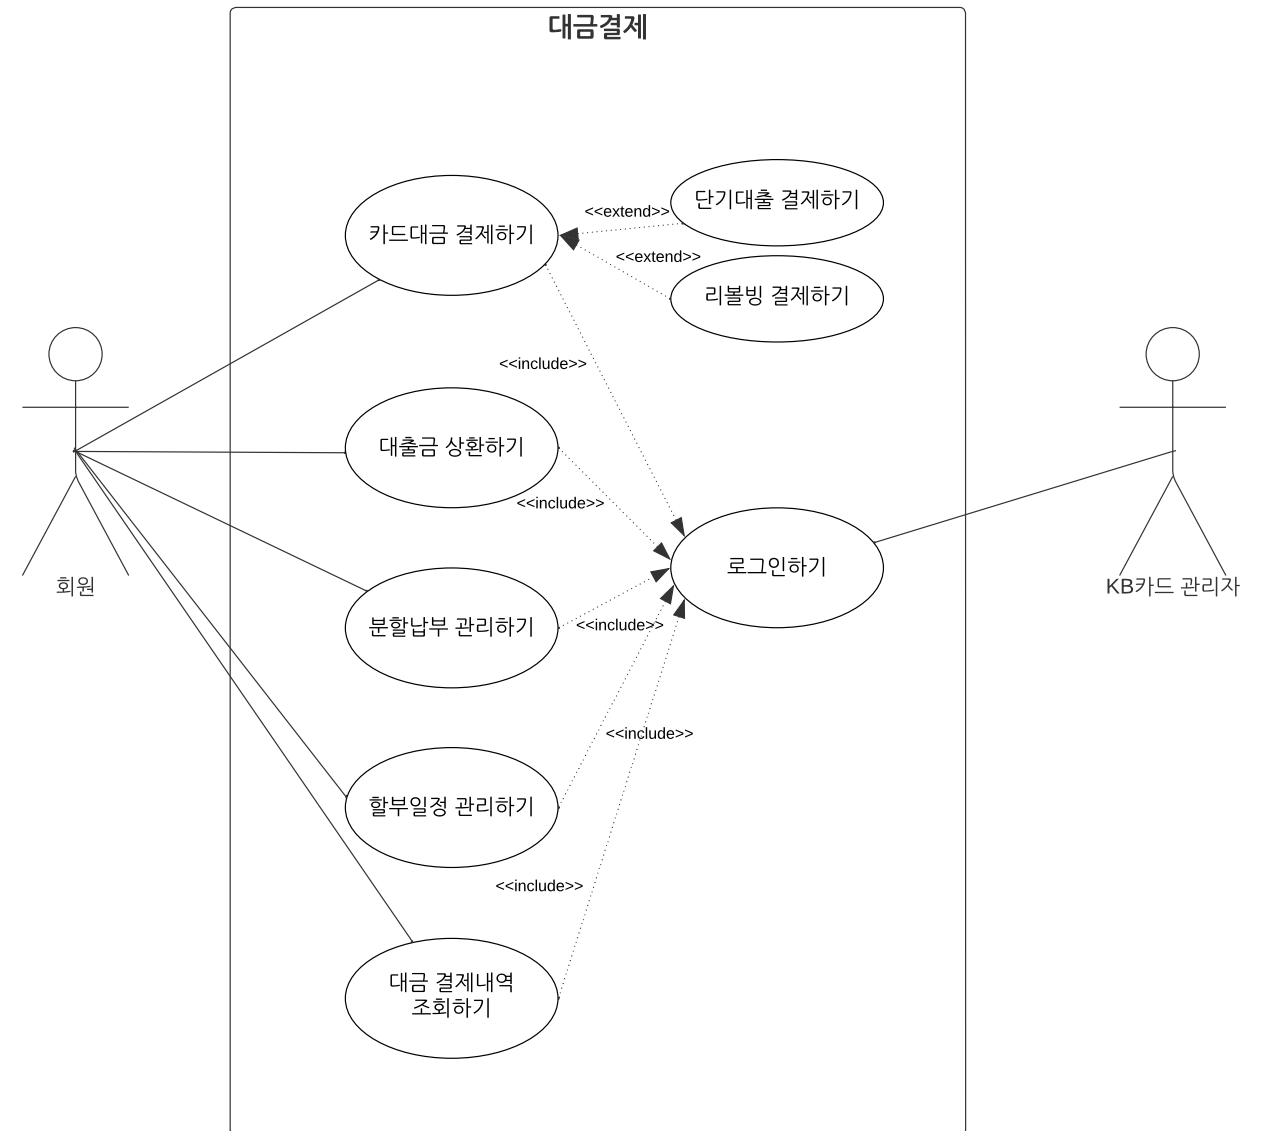 대금결제
단기대출 결제하기
<<extend>>
카드대금 결제하기
<<extend>>
리볼빙 결제하기
<<include>>
대출금 상환하기
<<include>>
로그인하기
회원
KB카드 관리자
분할납부 관리하기
<<include>>
<<include>>
할부일정 관리하기
<<include>>
대금 결제내역
조회하기